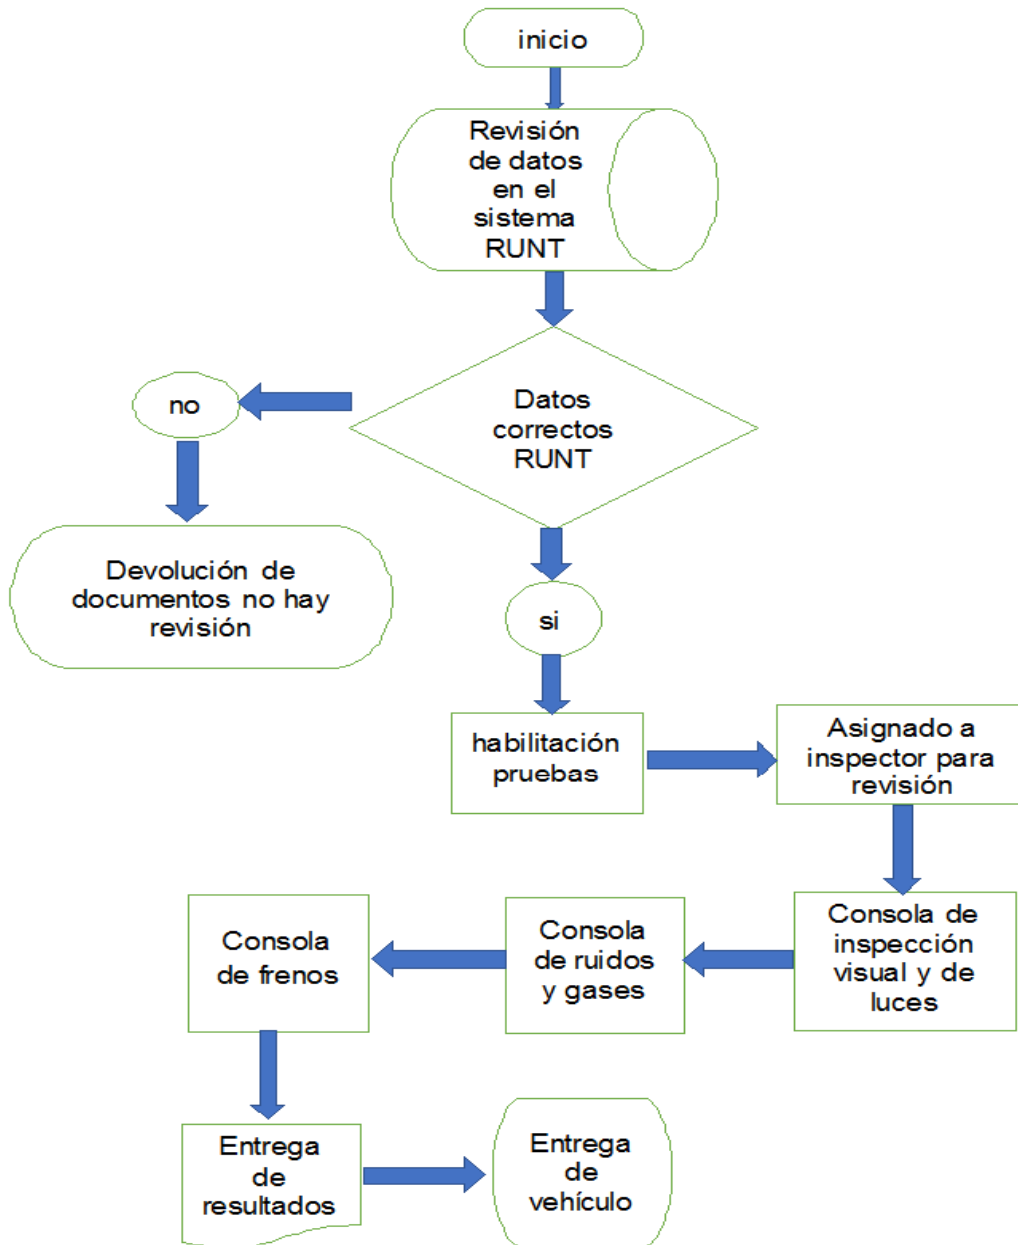 inicio
Revisión
de datos
en el
sistema
RUNT
Datos
correctos
RUNT
no
Devolución de
documentos no hay
revisión
si
habilitación
pruebas
Asignado a
inspector para
revisión
Consola de
inspección
visual y de
luces
Consola
de ruidos
y gases
Consola
de frenos
Entrega
de
resultados
Entrega
de
vehículo